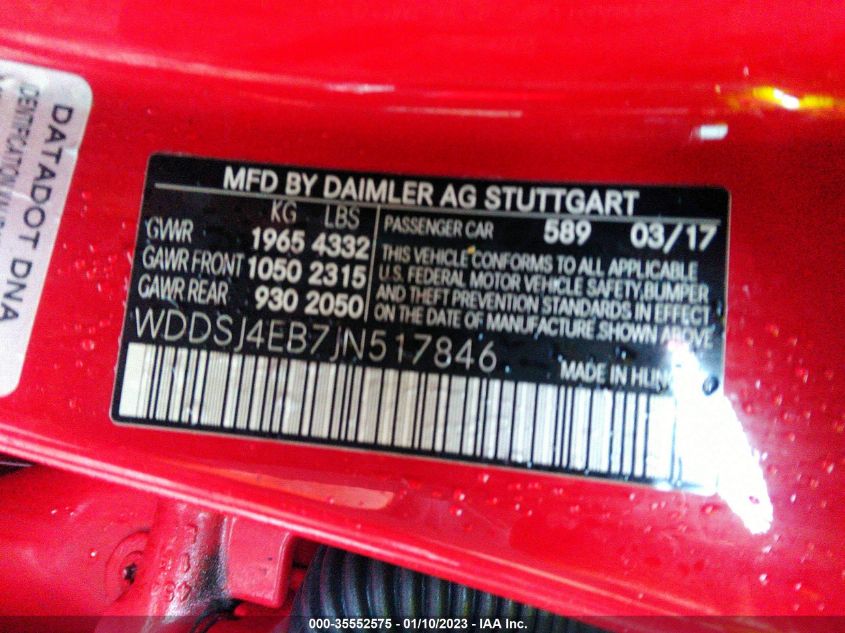 DATADOT DNA
MFD BY DAIMLER AG STUTTGART
KG LBS
GVWR 1965 4332
GAWR FRONT 1050 2315
GAWR REAR 930 2050
PASSENGER CAR 589 03/17
THIS VEHICLE CONFORMS TO ALL APPLICABLE
U.S. FEDERAL MOTOR VEHICLE SAFETY, BUMPER
AND THEFT PREVENTION STANDARDS IN EFFECT
ON THE DATE OF MANUFACTURE SHOWN ABOVE
WDDSJ4EB7JN517846
MADE IN
000-35552575 - 01/10/2023 - IAA Inc.